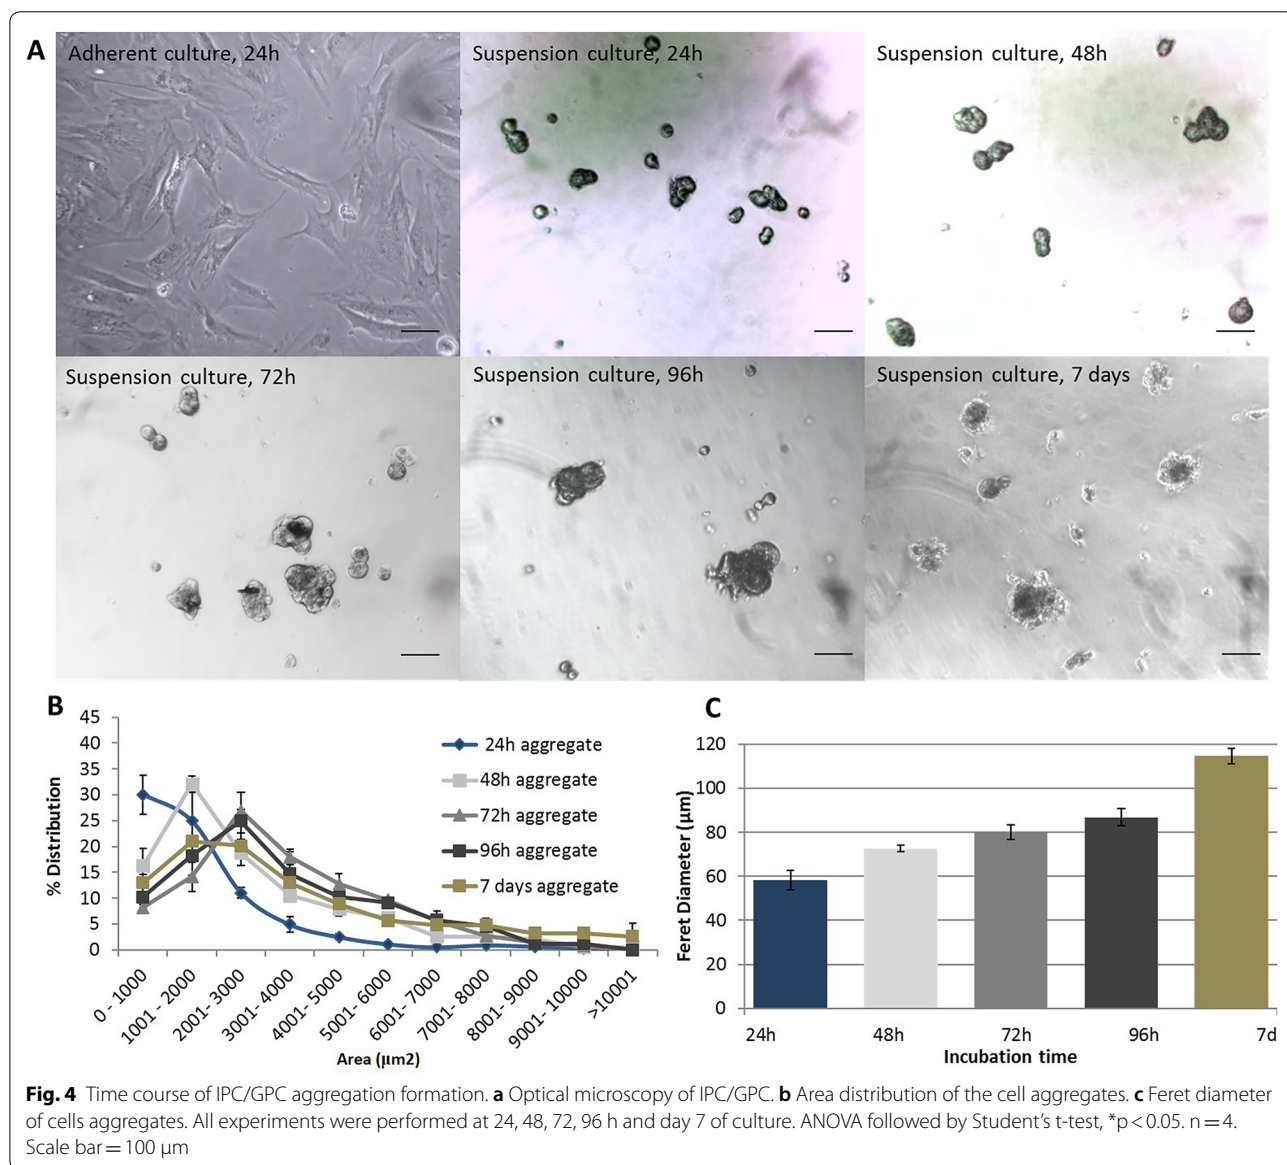 A
Adherent culture, 24h
Suspension culture, 24h
Suspension culture, 48h
Suspension culture, 72h
Suspension culture, 96h
Suspension culture, 7 days
B
45
40
35
30
25
20
15
10
5
0
% Distribution
24h aggregate
48h aggregate
72h aggregate
96h aggregate
7 days aggregate
0 - 1000
1001- 2000
2001- 3000
3001- 4000
4001- 5000
5001- 6000
6001- 7000
7001- 8000
8001- 9000
9001- 10000
>10001
Area (μm2)
C
120
100
80
60
40
20
0
Feret Diameter (μm)
24h
48h
72h
96h
7d
Incubation time
Fig. 4 Time course of IPC/GPC aggregation formation. a Optical microscopy of IPC/GPC. b Area distribution of the cell aggregates. c Feret diameter
of cells aggregates. All experiments were performed at 24, 48, 72, 96 h and day 7 of culture. ANOVA followed by Student's t-test, *p < 0.05. n = 4.
Scale bar = 100 μm